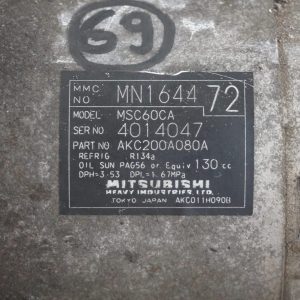 69
MMC NO MN1644 72
MODEL MSC60CA
SER NO 4014047
PART NO AKC200A080A
REFRIG R134a
OIL SUN PAG56 or Equiv 130 cc
DPH=3.53 DPL=1.67MPa
MITSUBISHI
HEAVY INDUSTRIES, LTD.
TOKYO JAPAN AKC011H090B